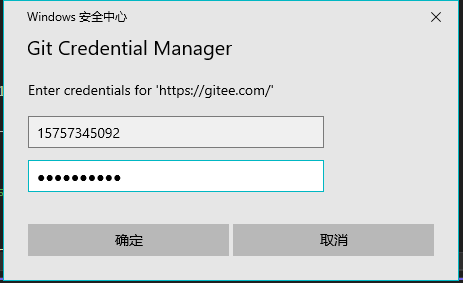 Windows 安全中心
Git Credential Manager
Enter credentials for 'https://gitee.com/'
15757345092
●●●●●●●●●●
确定
取消